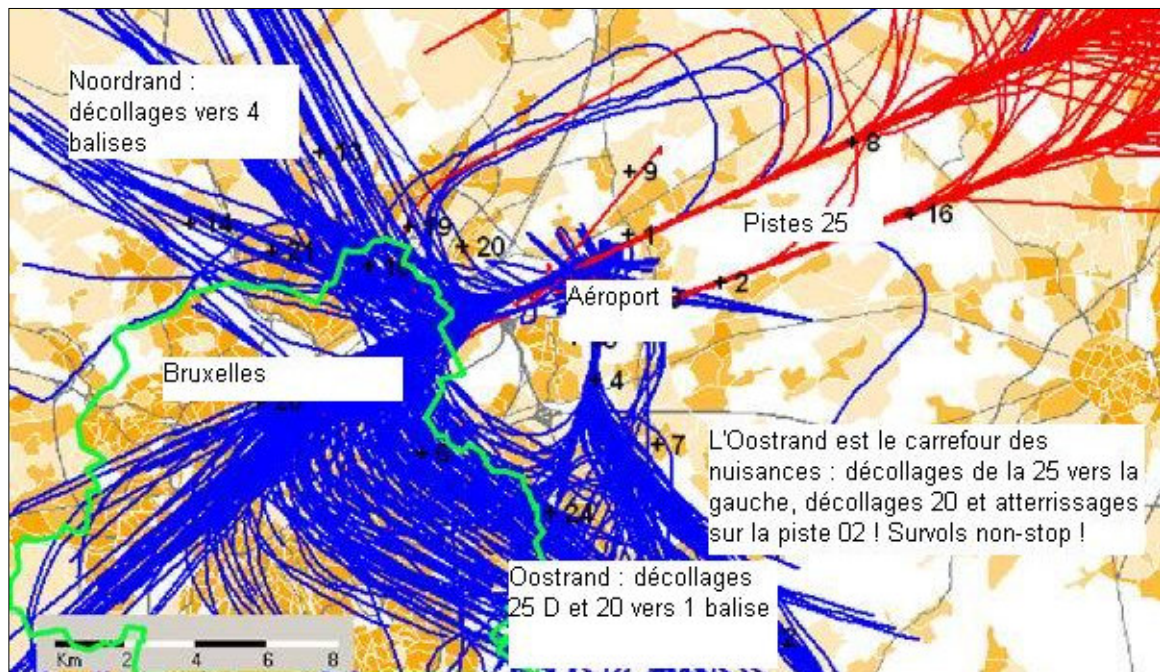 Noordrand :
décollages vers 4
balises
13
8
9
14
19
16
Pistes 25
21
20
1
2
Aéroport
Bruxelles
4
7
L'Oostrand est le carrefour des
nuisances : décollages de la 25 vers la
gauche, décollages 20 et atterrissages
sur la piste 02 ! Survols non-stop !
24
Oostrand : décollages
25 D et 20 vers 1 balise
Km 2 4 6 8